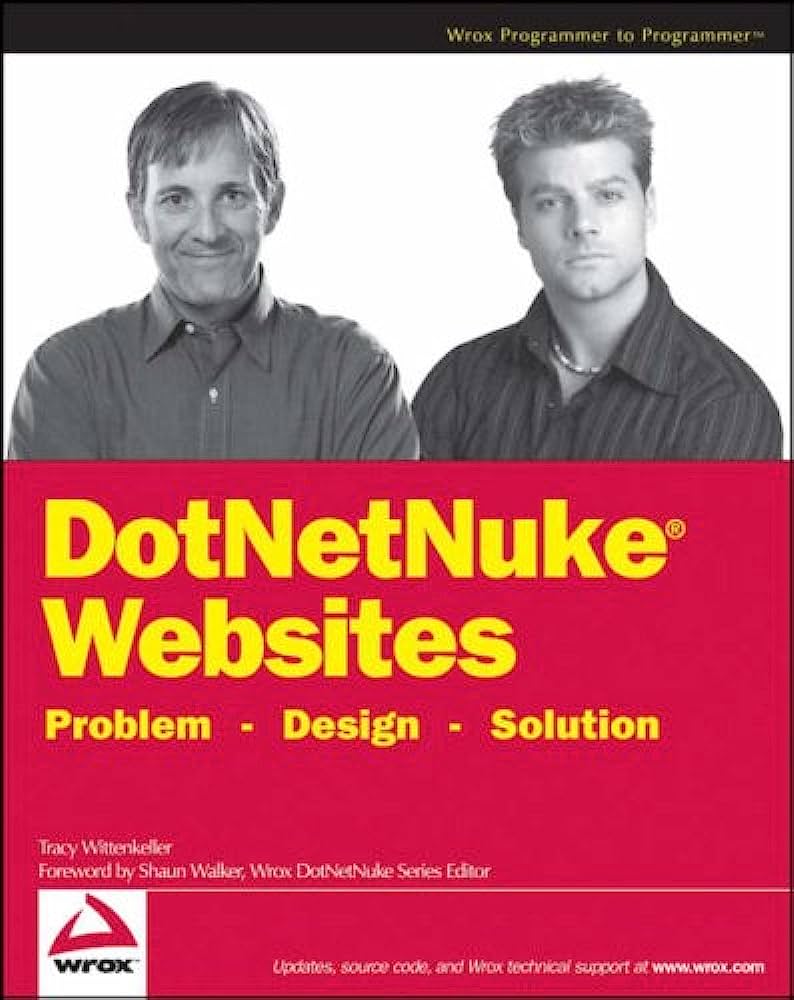 Wrox Programmer to Programmer™
DotNetNuke®
Websites
Problem - Design - Solution
Tracy Wittenkeller
Foreword by Shaun Walker, Wrox DotNetNuke Series Editor
wrox™
Updates, source code, and Wrox technical support at www.wrox.com